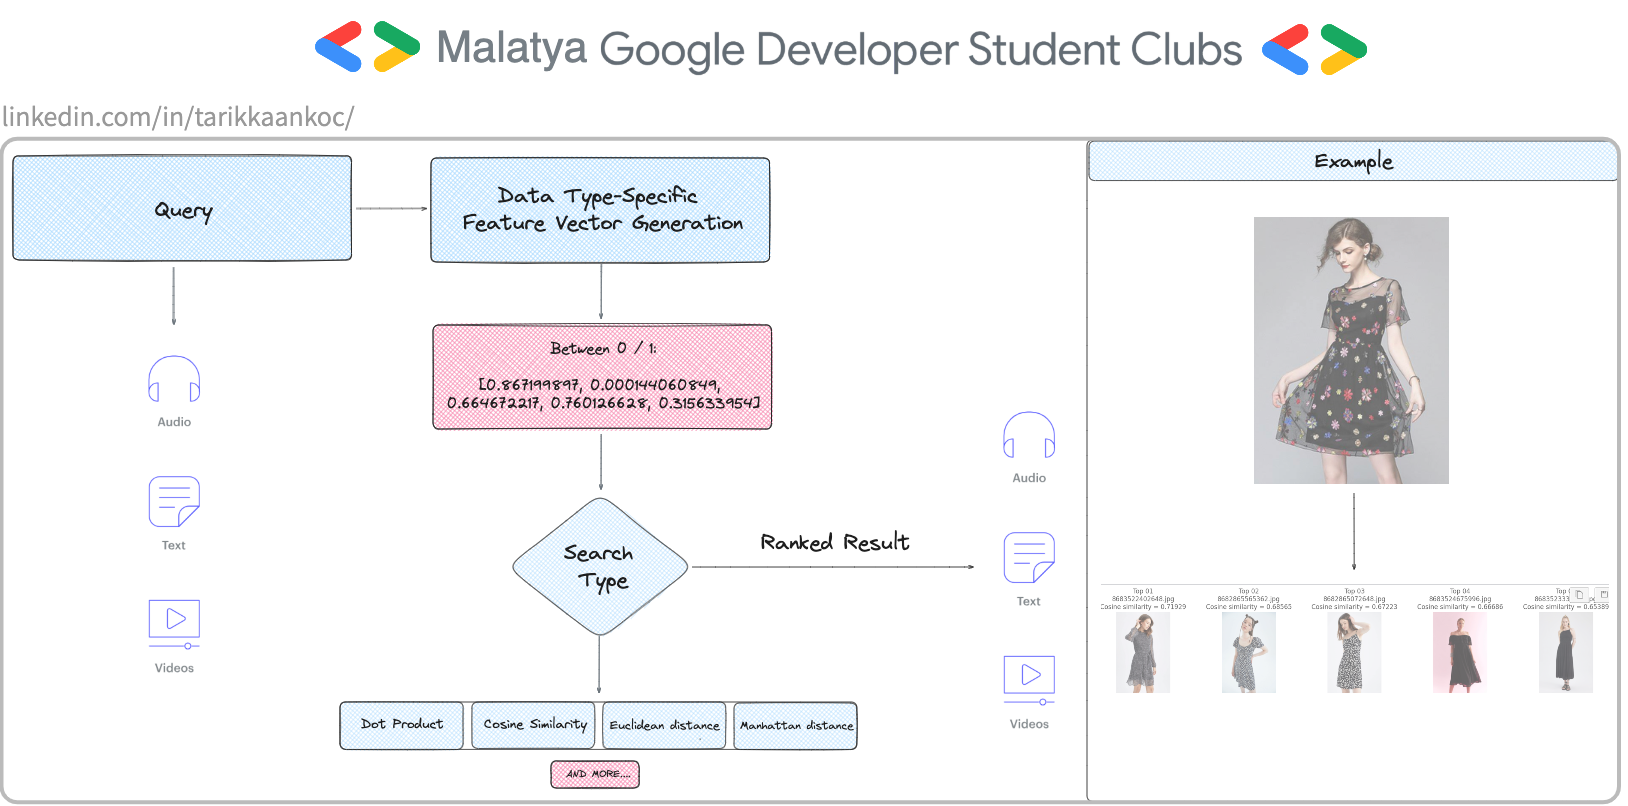 Malatya Google Developer Student Clubs
linkedin.com/in/tarikkaankoc/
Query
Data Type-Specific
Feature Vector Generation
Between 0 / 1:
[0.867199897, 0.000144060849,
0.664672217, 0.760126628, 0.315633954]
Audio
Text
Videos
Search
Type
Ranked Result
Dot Product
Cosine Similarity
Euclidean distance
Manhattan distance
AND MORE....
Audio
Text
Videos
Example
Top 01
8683522402648.jpg
Cosine similarity = 0.71929
Top 02
8682865565362.jpg
Cosine similarity = 0.68565
Top 03
8682865072648.jpg
Cosine similarity = 0.67223
Top 04
8683524675996.jpg
Cosine similarity = 0.66686
Top
Cosine similarity = 0.65389